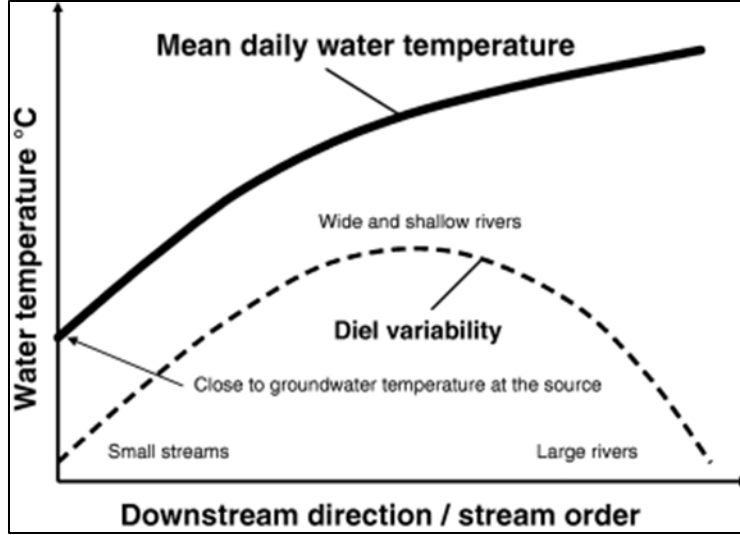 Mean daily water temperature
Water temperature °C
Wide and shallow rivers
Diel variability
Close to groundwater temperature at the source
Small streams
Large rivers
Downstream direction / stream order